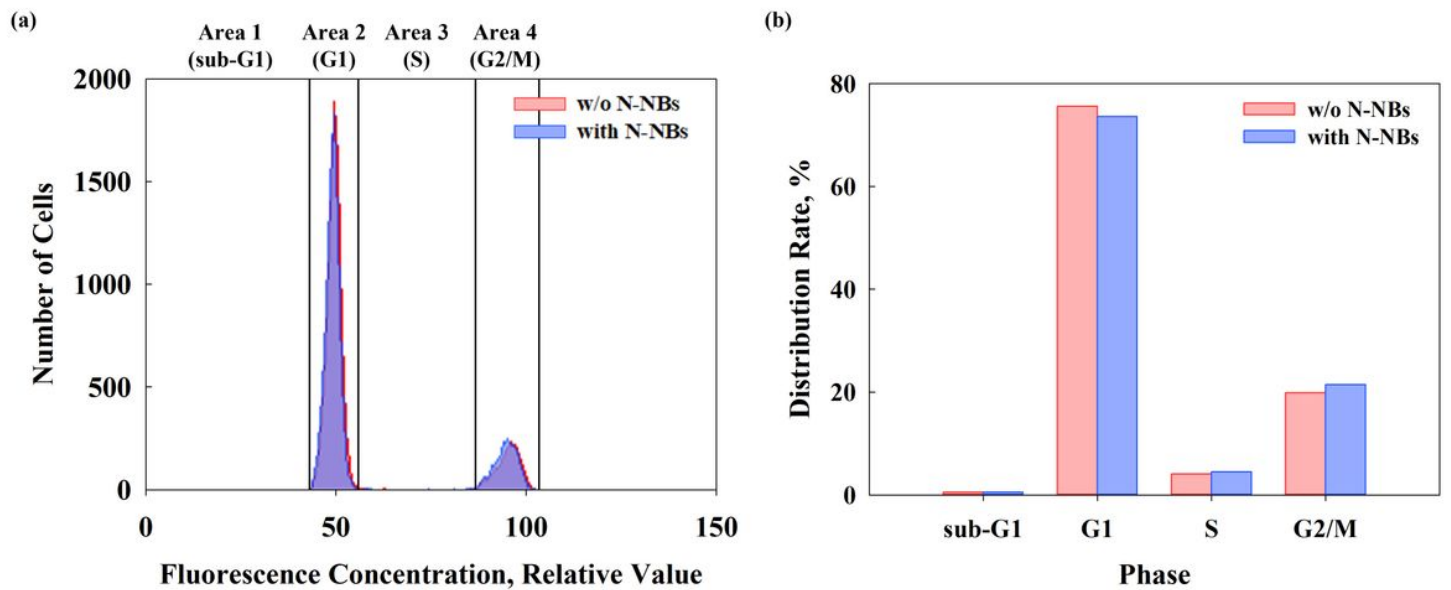 (a)
Area 1 Area 2 Area 3 Area 4
(sub-G1) (G1) (S) (G2/M)
2000
1500
1000
500
0
Number of Cells
w/o N-NBs
with N-NBs
0 50 100 150
Fluorescence Concentration, Relative Value
(b)
80
60
40
20
0
Distribution Rate, %
w/o N-NBs
with N-NBs
sub-G1 G1 S G2/M
Phase